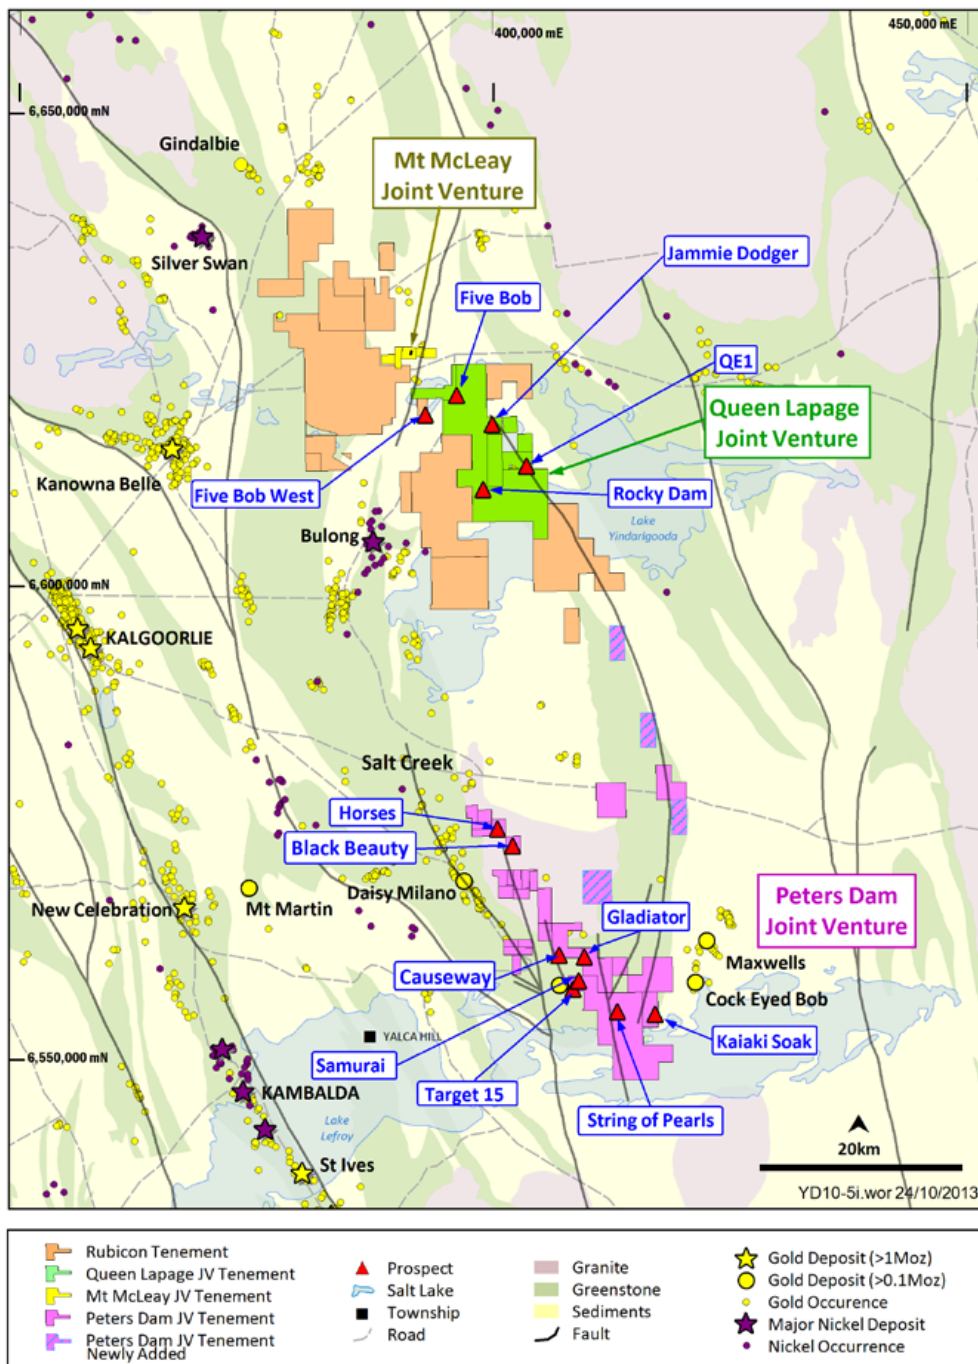 400,000 mE
450,000 mE
6,650,000 mN
Gindalbie
Mt McLeay
Joint Venture
Silver Swan
Jammie Dodger
Five Bob
QE1
Queen Lapage
Joint Venture
Kanowna Belle
Five Bob West
Rocky Dam
Bulong
Lake
Yindarlgooda
6,600,000 mN
KALGOORLIE
Salt Creek
Horses
Black Beauty
Daisy Milano
Peters Dam
Joint Venture
New Celebration
Mt Martin
Gladiator
Maxwells
Causeway
Cock Eyed Bob
YALCA HILL
Kaiaki Soak
6,550,000 mN
Samurai
KAMBALDA
Target 15
String of Pearls
Lake
Lefroy
St Ives
20km
YD10-5i.wor 24/10/2013
Rubicon Tenement
Queen Lapage JV Tenement
Mt McLeay JV Tenement
Peters Dam JV Tenement
Peters Dam JV Tenement
Newly Added
Prospect
Salt Lake
Township
Road
Granite
Greenstone
Sediments
Fault
Gold Deposit (>1Moz)
Gold Deposit (>0.1Moz)
Gold Occurence
Major Nickel Deposit
Nickel Occurrence